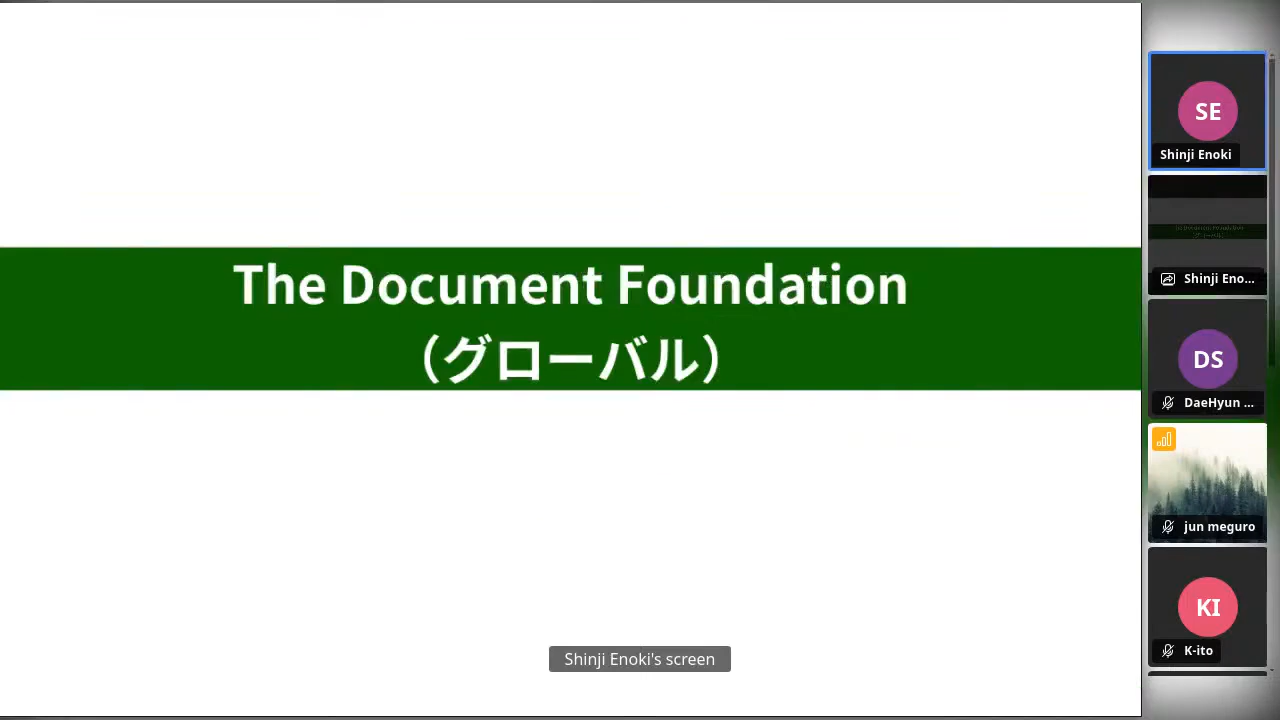 The Document Foundation
（グローバル）
Shinji Enoki's screen
SE
Shinji Enoki
Shinji Eno...
DS
DaeHyun ...
jun meguro
KI
K-ito